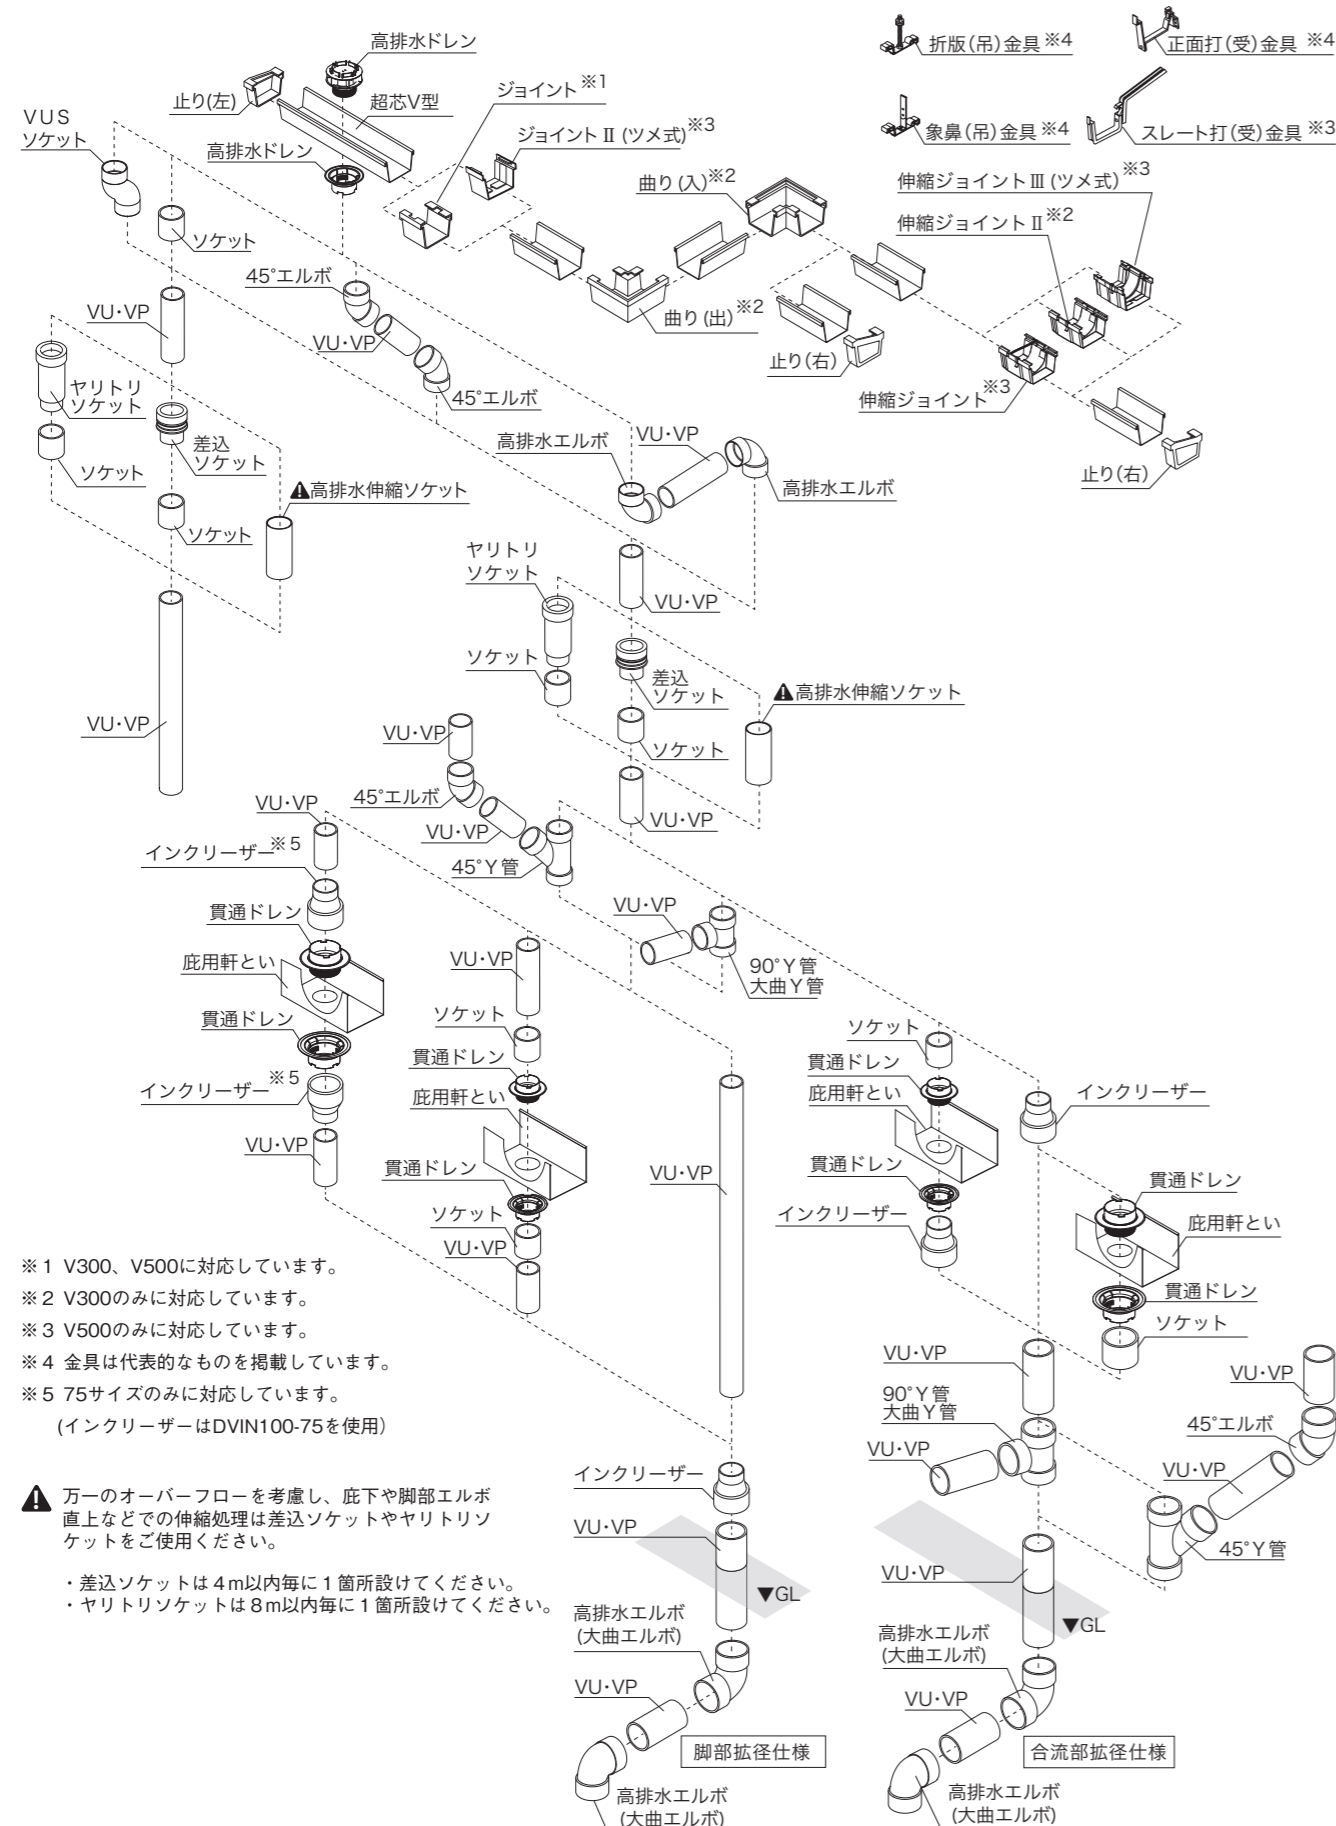 高排水ドレン
折版(吊)金具 ※4
正面打(受)金具 ※4
止り(左)
超芯V型
ジョイント ※1
VUS
ソケット
高排水ドレン
ジョイント Ⅱ (ツメ式)※3
象鼻(吊)金具 ※4
スレート打(受)金具 ※3
曲り(入)※2
伸縮ジョイント Ⅲ (ツメ式)※3
伸縮ジョイント Ⅱ※2
ソケット
45°エルボ
VU・VP
VU・VP
曲り(出)※2
止り(右)
ヤリトリ
ソケット
45°エルボ
伸縮ジョイント※3
差込
ソケット
高排水エルボ
VU・VP
ソケット
止り(右)
高排水伸縮ソケット
高排水エルボ
ソケット
ヤリトリ
ソケット
VU・VP
ソケット
差込
ソケット
高排水伸縮ソケット
VU・VP
VU・VP
ソケット
45°エルボ
VU・VP
VU・VP
VU・VP
インクリーザー※5
45°Y管
VU・VP
貫通ドレン
庇用軒とい
VU・VP
90°Y管
大曲Y管
貫通ドレン
ソケット
ソケット
貫通ドレン
貫通ドレン
インクリーザー※5
庇用軒とい
庇用軒とい
インクリーザー
VU・VP
貫通ドレン
VU・VP
貫通ドレン
貫通ドレン
ソケット
インクリーザー
庇用軒とい
VU・VP
貫通ドレン
ソケット
※1 V300、V500に対応しています。
※2 V300のみに対応しています。
※3 V500のみに対応しています。
※4 金具は代表的なものを掲載しています。
※5 75サイズのみに対応しています。
(インクリーザーはDVIN100-75を使用)
VU・VP
VU・VP
90°Y管
大曲Y管
45°エルボ
VU・VP
VU・VP
インクリーザー
万一のオーバーフローを考慮し、庇下や脚部エルボ
直上などでの伸縮処理は差込ソケットやヤリトリソ
ケットをご使用ください。
・差込ソケットは4m以内毎に1箇所設けてください。
・ヤリトリソケットは8m以内毎に1箇所設けてください。
VU・VP
45°Y管
VU・VP
▼GL
▼GL
高排水エルボ
(大曲エルボ)
高排水エルボ
(大曲エルボ)
VU・VP
VU・VP
脚部拡径仕様
合流部拡径仕様
高排水エルボ
(大曲エルボ)
高排水エルボ
(大曲エルボ)